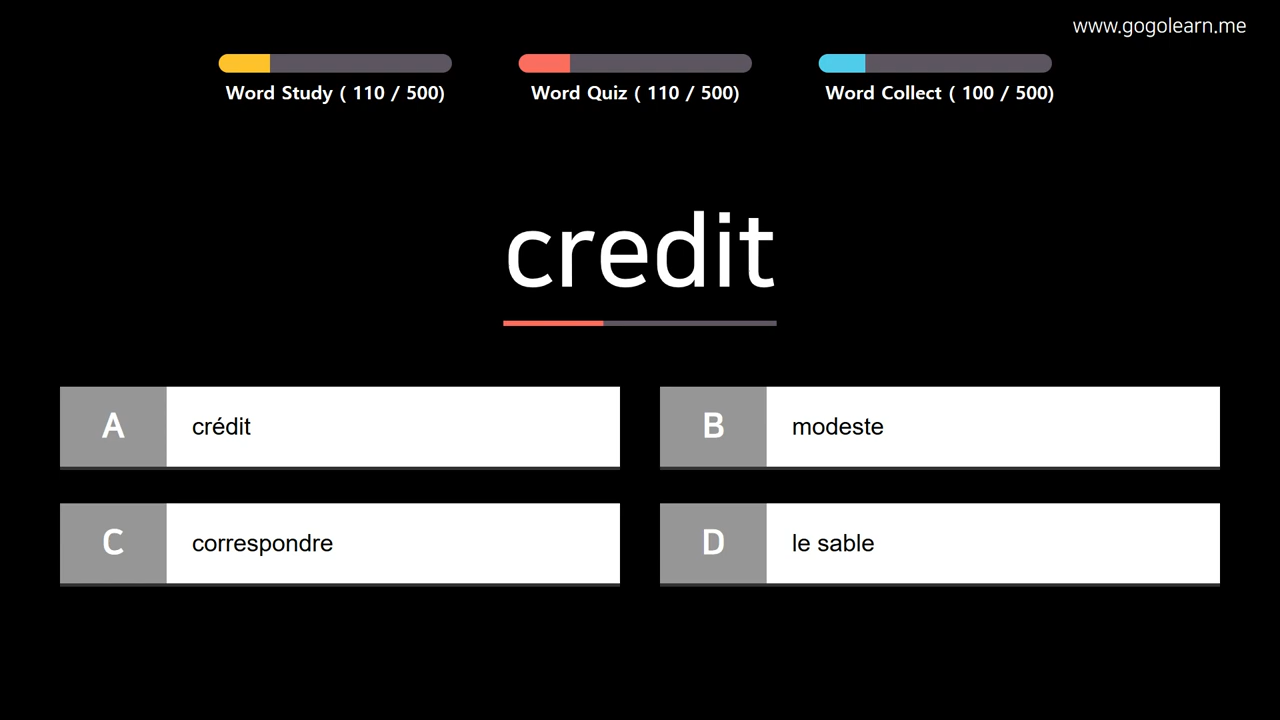 www.gogolearn.me
Word Study ( 110 / 500)
Word Quiz ( 110 / 500)
Word Collect ( 100 / 500)
credit
A crédit
B modeste
C correspondre
D le sable